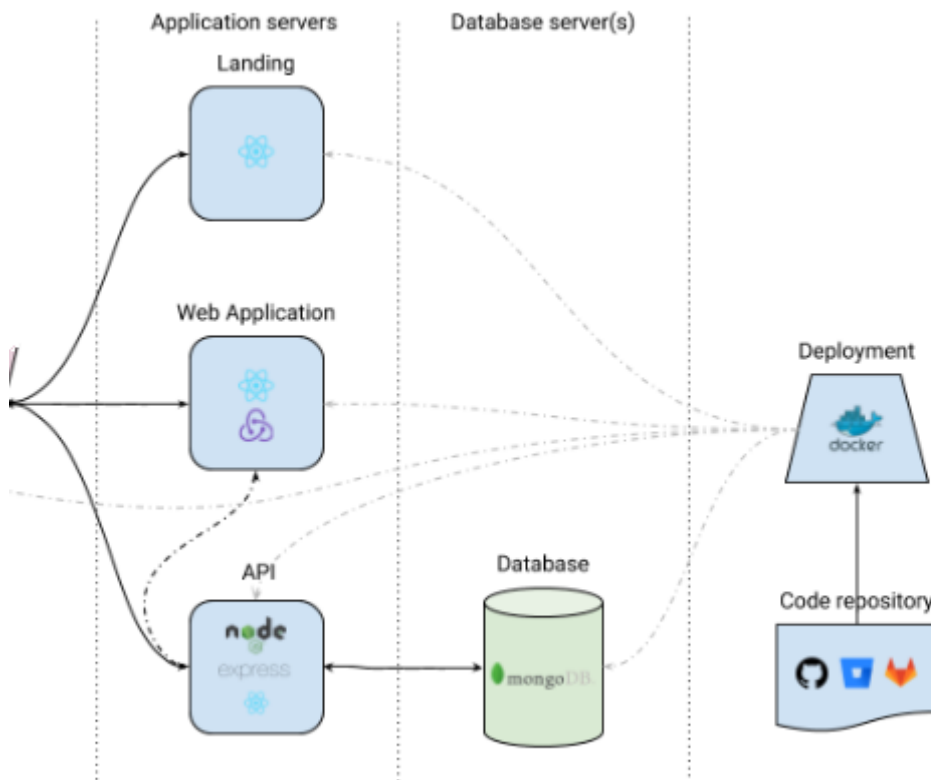 Application servers
Database server(s)
Landing
Web Application
Deployment
docker
API
Database
Code repository
node
express
mongoDB.